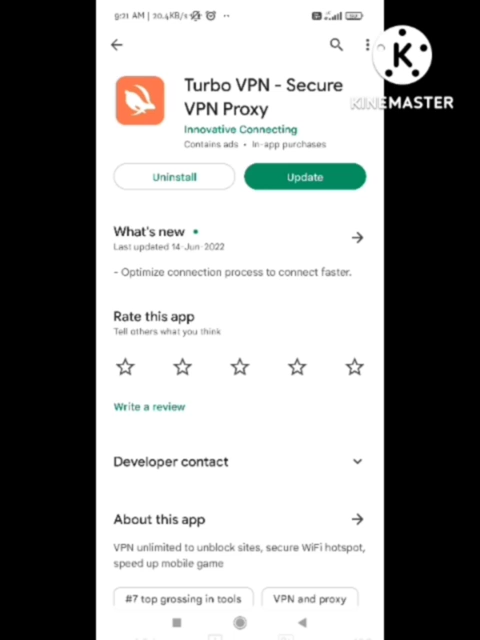 9:21 AM | 20.4KB/s
K
KINEMASTER
Turbo VPN - Secure
VPN Proxy
Innovative Connecting
Contains ads • In-app purchases
Uninstall
Update
What's new •
Last updated 14-Jun-2022
- Optimize connection process to connect faster.
Rate this app
Tell others what you think
Write a review
Developer contact
About this app
VPN unlimited to unblock sites, secure WiFi hotspot,
speed up mobile game
#7 top grossing in tools
VPN and proxy